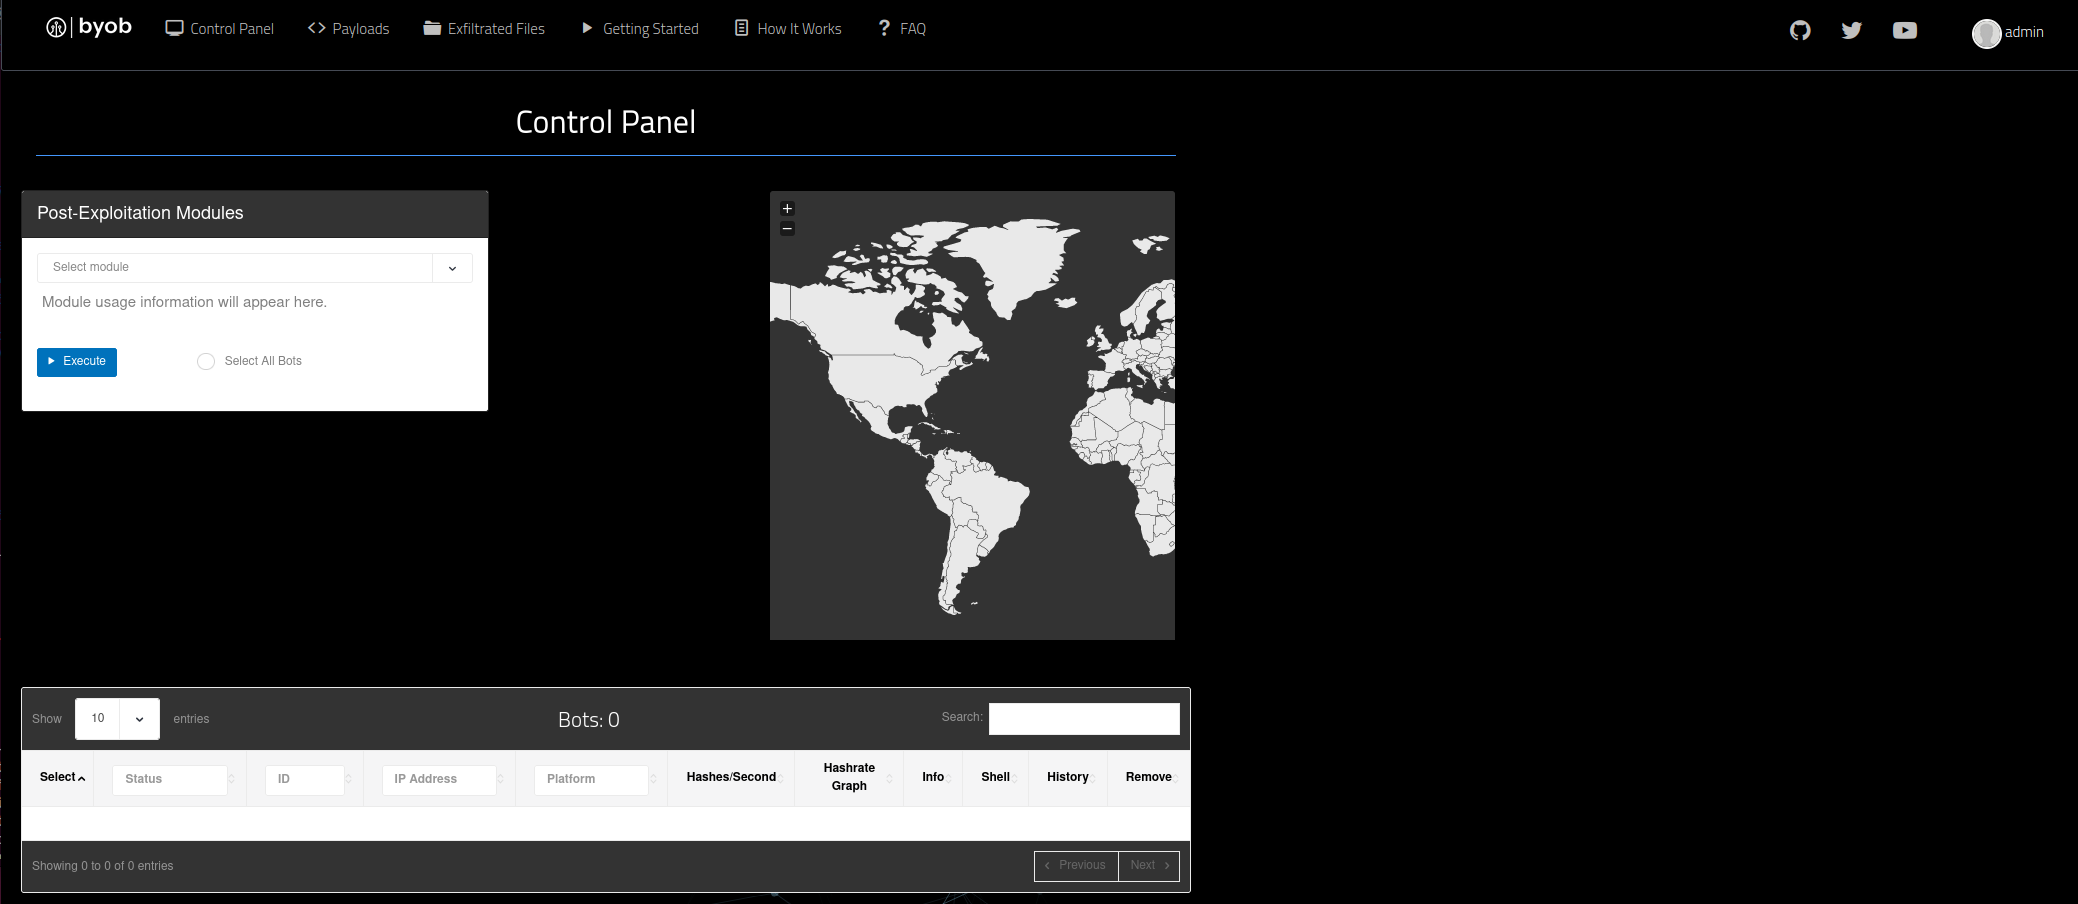 byob Control Panel Payloads Exfiltrated Files Getting Started How It Works ? FAQ admin
Control Panel
Post-Exploitation Modules
Select module
Module usage information will appear here.
Execute Select All Bots
+
−
Show 10 entries Bots: 0 Search:
Select Status ID IP Address Platform Hashes/Second Hashrate Graph Info Shell History Remove
Showing 0 to 0 of 0 entries Previous Next